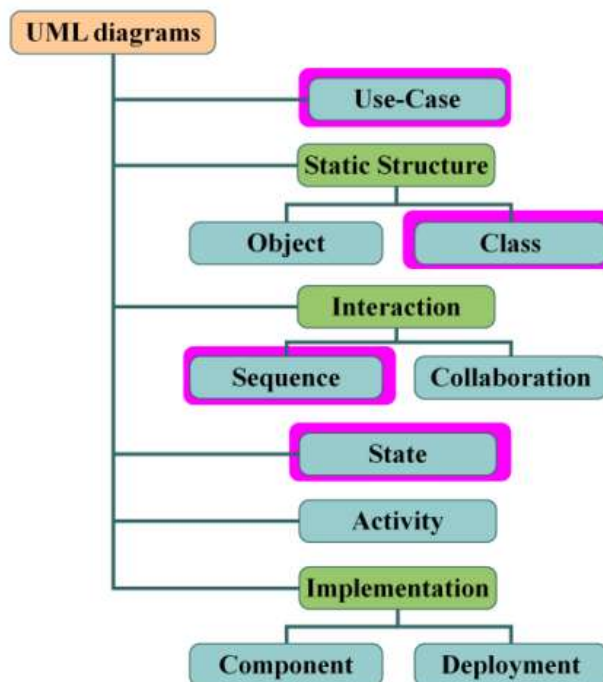 UML diagrams
Use-Case
Static Structure
Object
Class
Interaction
Sequence
Collaboration
State
Activity
Implementation
Component
Deployment